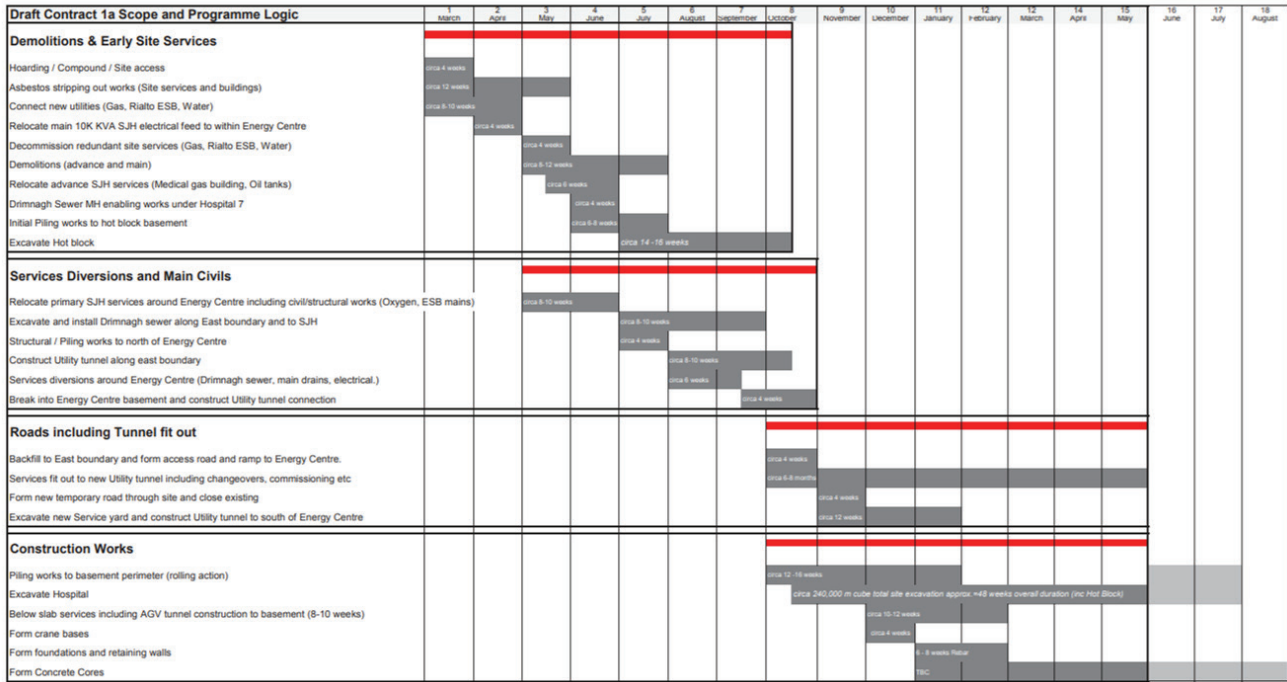 Draft Contract 1a Scope and Programme Logic
1 2 3 4 5 6 7 8 9 10 11 12 12 14 15 16 17 18
March April May June July August September October November December January February March April May June July August
Demolitions & Early Site Services
Hoarding / Compound / Site access circa 4 weeks
Asbestos stripping out works (Site services and buildings) circa 12 weeks
Connect new utilities (Gas, Rialto ESB, Water) circa 8-10 weeks
Relocate main 10K KVA SJH electrical feed to within Energy Centre circa 4 weeks
Decommission redundant site services (Gas, Rialto ESB, Water) circa 4 weeks
Demolitions (advance and main) circa 8-12 weeks
Relocate advance SJH services (Medical gas building, Oil tanks) circa 6 weeks
Drimnagh Sewer MH enabling works under Hospital 7 circa 4 weeks
Initial Piling works to hot block basement circa 6-8 weeks
Excavate Hot block circa 14 -16 weeks
Services Diversions and Main Civils
Relocate primary SJH services around Energy Centre including civil/structural works (Oxygen, ESB mains) circa 8-10 weeks
Excavate and install Drimnagh sewer along East boundary and to SJH circa 8-10 weeks
Structural / Piling works to north of Energy Centre circa 4 weeks
Construct Utility tunnel along east boundary circa 8-10 weeks
Services diversions around Energy Centre (Drimnagh sewer, main drains, electrical.) circa 6 weeks
Break into Energy Centre basement and construct Utility tunnel connection circa 4 weeks
Roads including Tunnel fit out
Backfill to East boundary and form access road and ramp to Energy Centre. circa 4 weeks
Services fit out to new Utility tunnel including changeovers, commissioning etc circa 6-8 months
Form new temporary road through site and close existing circa 4 weeks
Excavate new Service yard and construct Utility tunnel to south of Energy Centre circa 12 weeks
Construction Works
Piling works to basement perimeter (rolling action) circa 12 -16 weeks
Excavate Hospital circa 240,000 m cube total site excavation approx.=48 weeks overall duration (inc Hot Block)
Below slab services including AGV tunnel construction to basement (8-10 weeks) circa 10-12 weeks
Form crane bases circa 4 weeks
Form foundations and retaining walls 6 - 8 weeks Rebar
Form Concrete Cores TBC